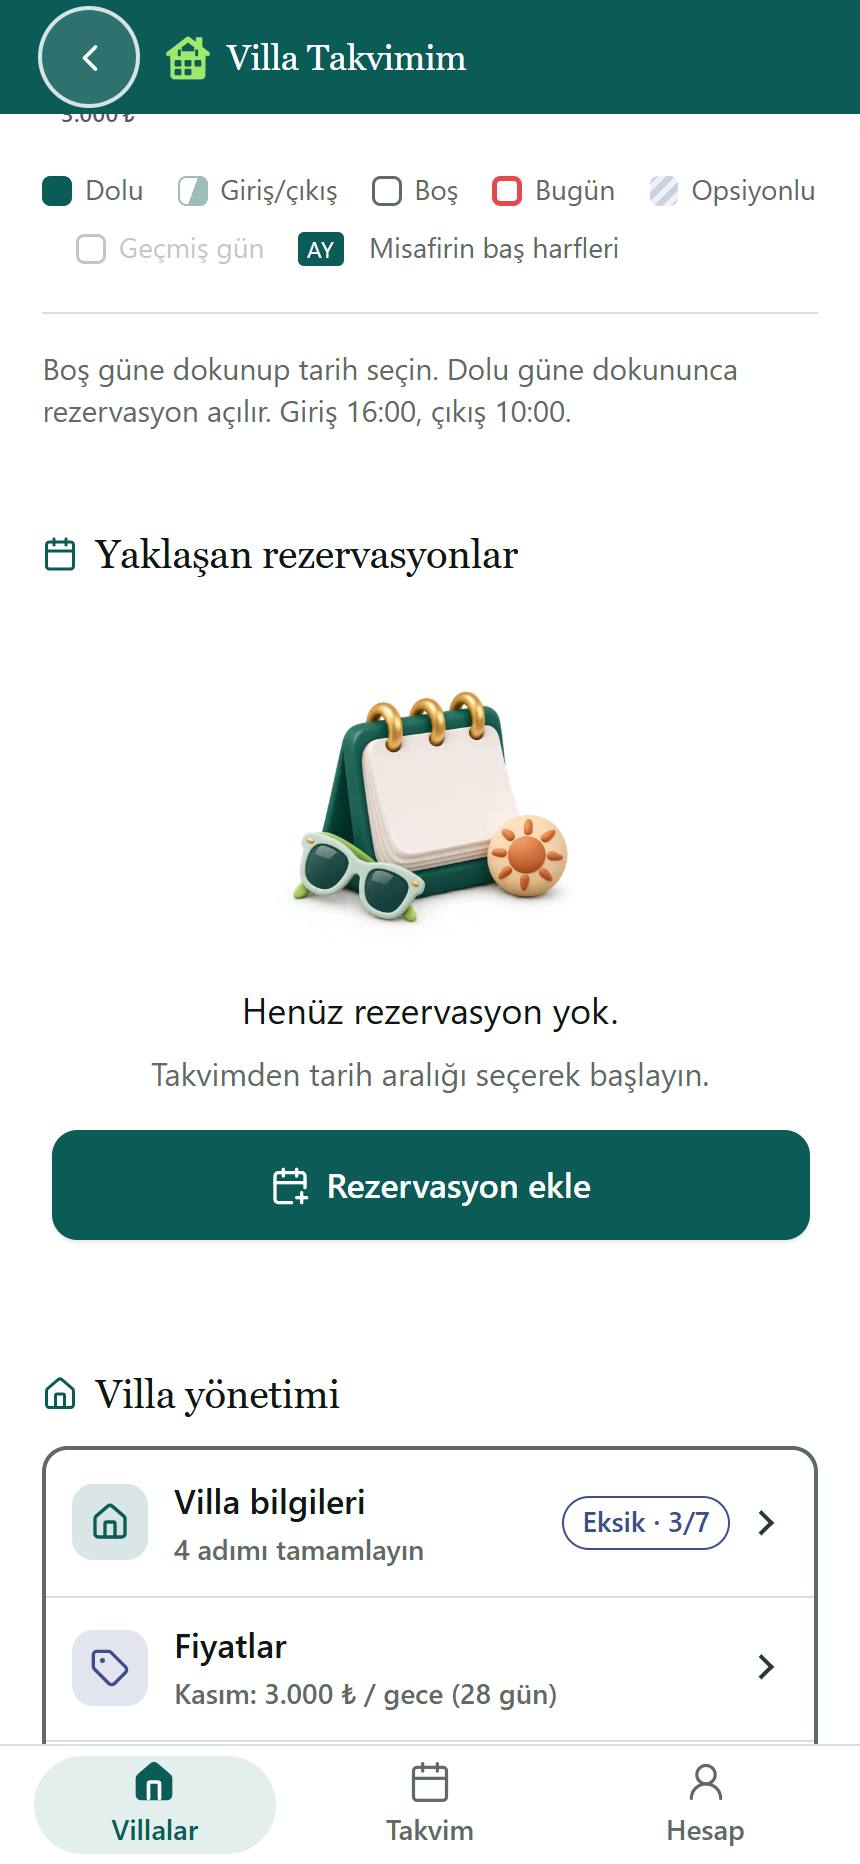 Villa Takvimim
3.000 ₺
Dolu Giriş/çıkış Boş Bugün Opsiyonlu
Geçmiş gün AY Misafirin baş harfleri
Boş güne dokunup tarih seçin. Dolu güne dokununca
rezervasyon açılır. Giriş 16:00, çıkış 10:00.
Yaklaşan rezervasyonlar
Henüz rezervasyon yok.
Takvimden tarih aralığı seçerek başlayın.
Rezervasyon ekle
Villa yönetimi
Villa bilgileri
4 adımı tamamlayın
Eksik · 3/7
Fiyatlar
Kasım: 3.000 ₺ / gece (28 gün)
Villalar Takvim Hesap